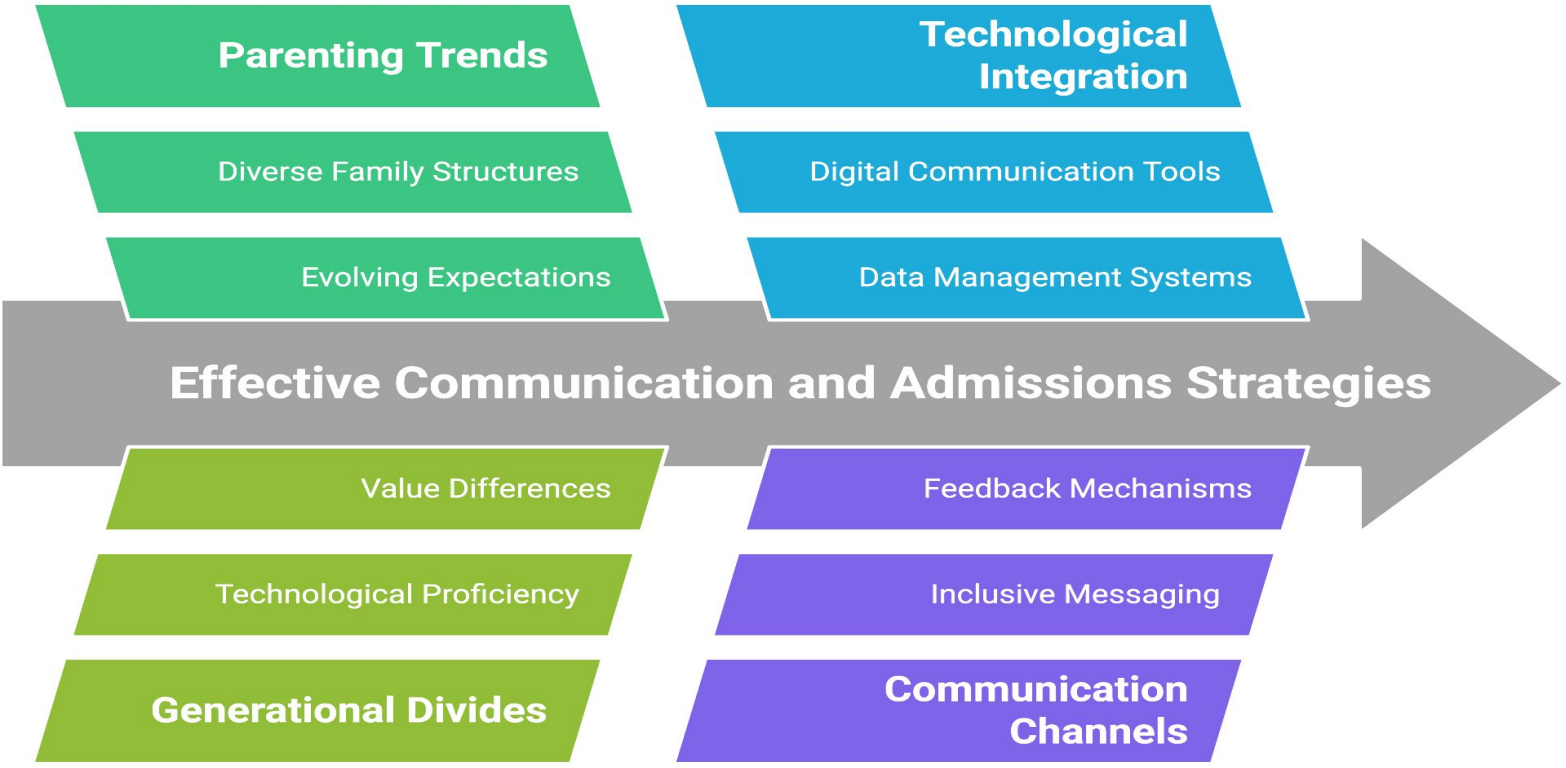 Parenting Trends
Diverse Family Structures
Evolving Expectations
Technological
Integration
Digital Communication Tools
Data Management Systems
Effective Communication and Admissions Strategies
Value Differences
Technological Proficiency
Generational Divides
Feedback Mechanisms
Inclusive Messaging
Communication
Channels